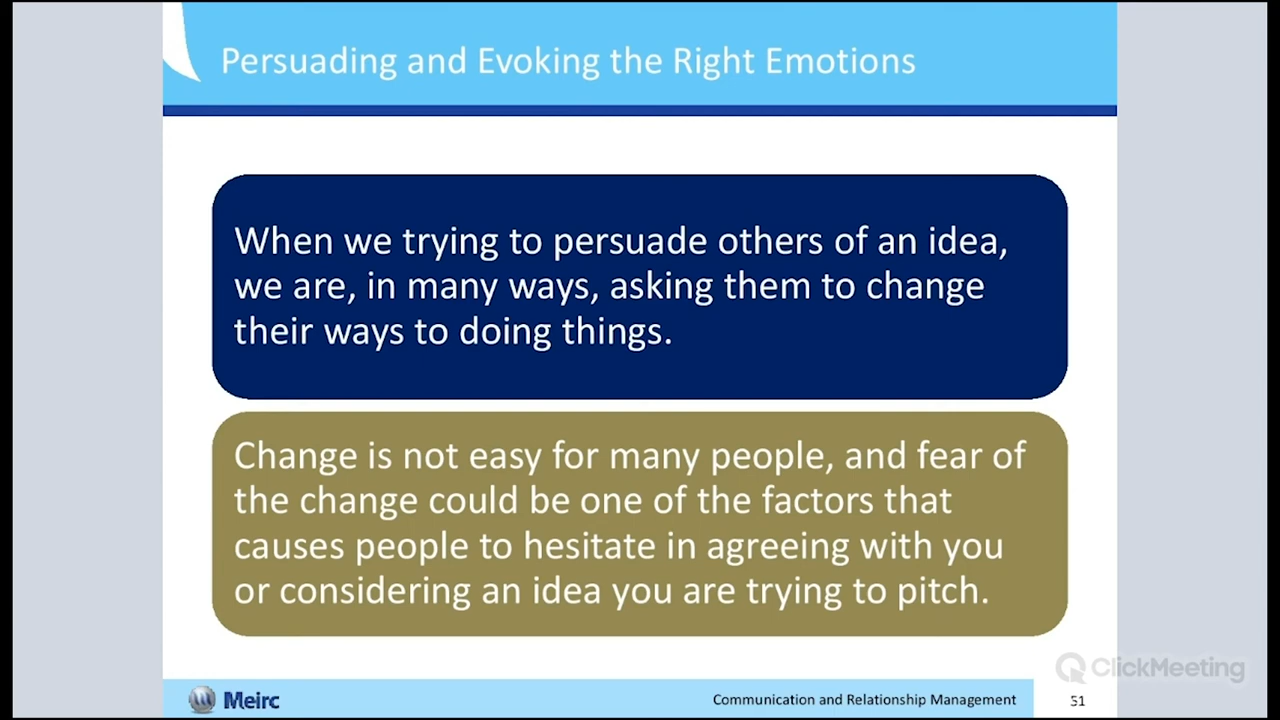 Persuading and Evoking the Right Emotions
When we trying to persuade others of an idea,
we are, in many ways, asking them to change
their ways to doing things.
Change is not easy for many people, and fear of
the change could be one of the factors that
causes people to hesitate in agreeing with you
or considering an idea you are trying to pitch.
ClickMeeting
Meirc
Communication and Relationship Management
51